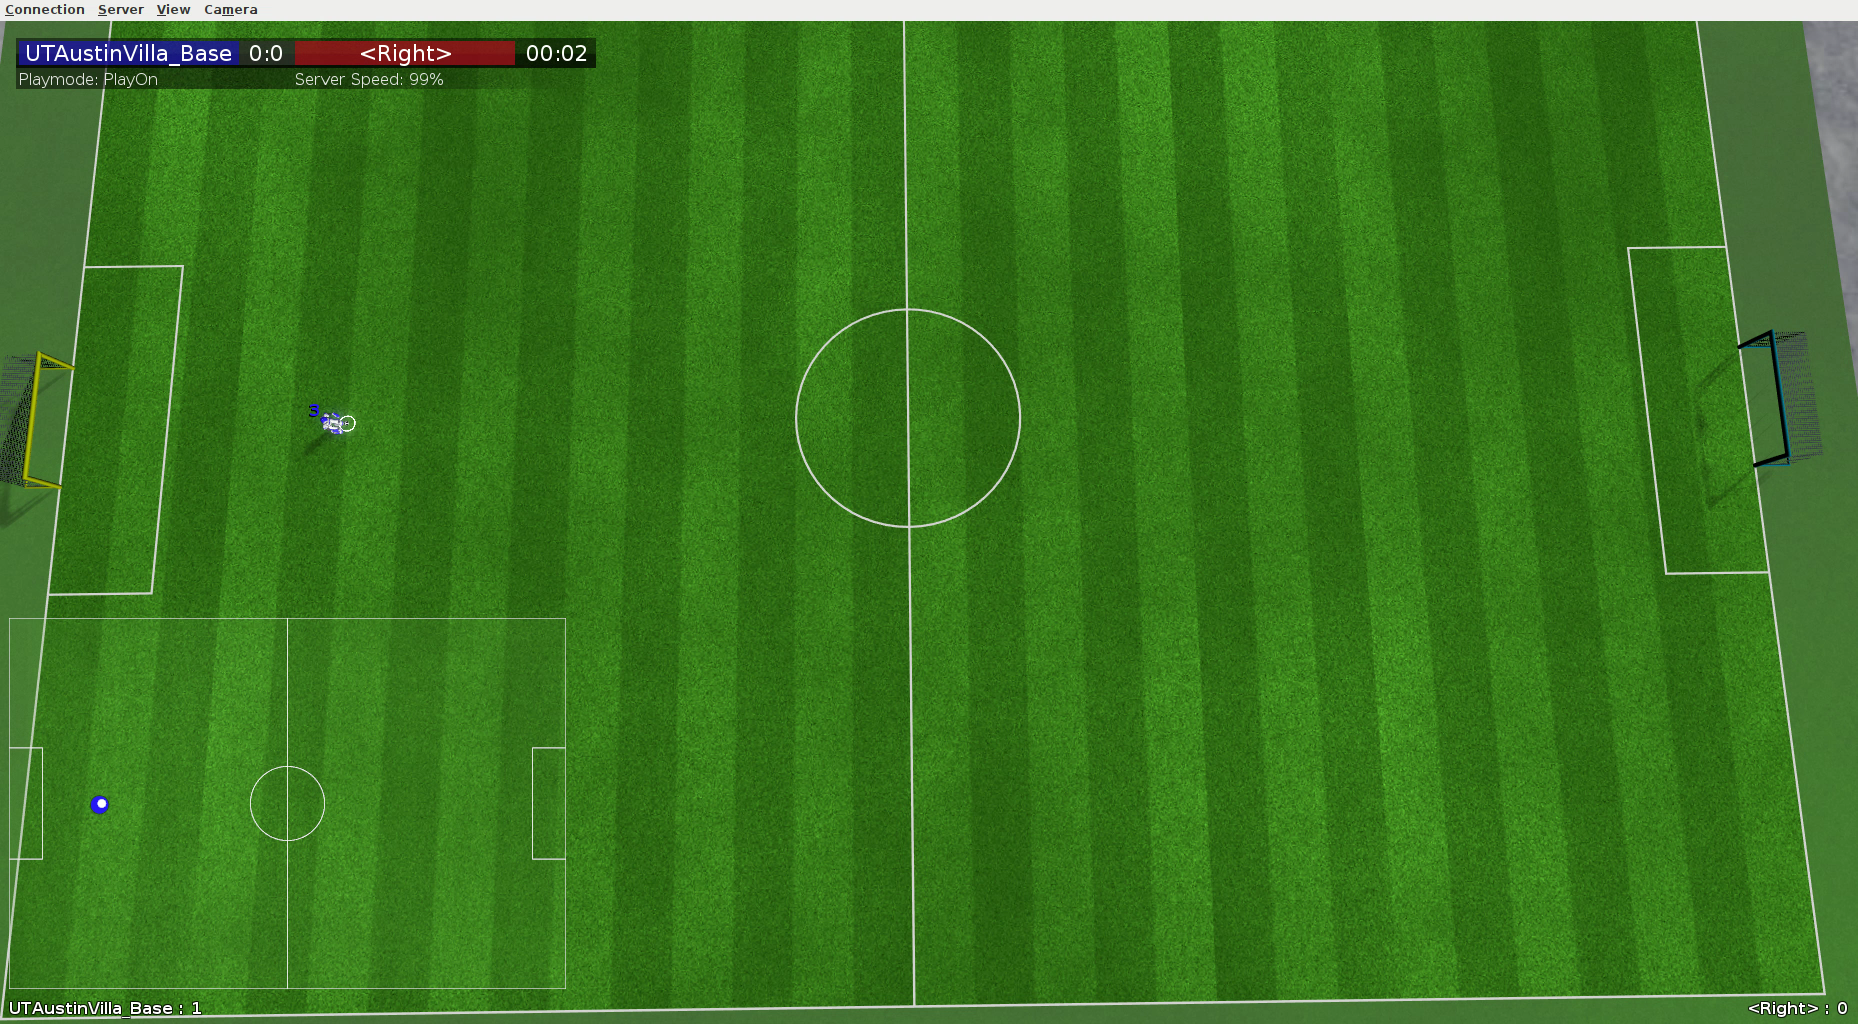 Connection Server View Camera
UTAustinVilla_Base 0:0 <Right> 00:02
Playmode: PlayOn Server Speed: 99%
3
UTAustinVilla_Base : 1
<Right> : 0